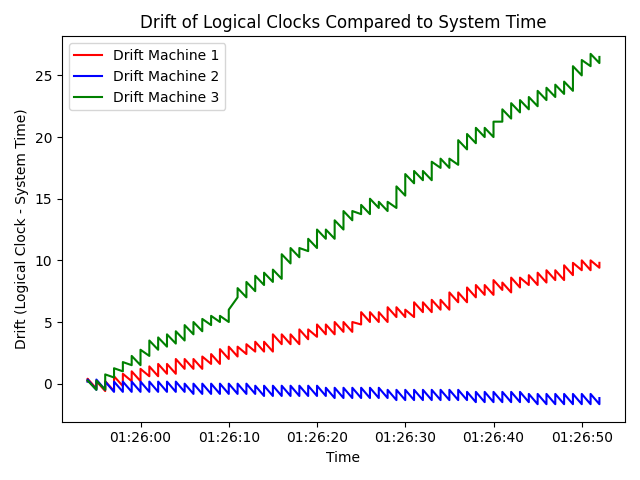 Drift of Logical Clocks Compared to System Time
Drift Machine 1
Drift Machine 2
Drift Machine 3
Drift (Logical Clock - System Time)
25
20
15
10
5
0
01:26:00 01:26:10 01:26:20 01:26:30 01:26:40 01:26:50
Time